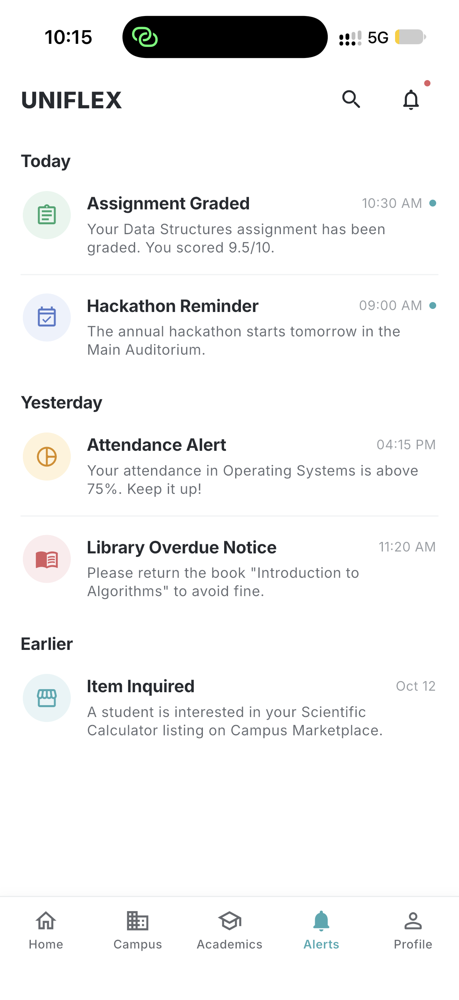 10:15
5G
UNIFLEX
Today
Assignment Graded
10:30 AM
Your Data Structures assignment has been
graded. You scored 9.5/10.
Hackathon Reminder
09:00 AM
The annual hackathon starts tomorrow in the
Main Auditorium.
Yesterday
Attendance Alert
04:15 PM
Your attendance in Operating Systems is above
75%. Keep it up!
Library Overdue Notice
11:20 AM
Please return the book "Introduction to
Algorithms" to avoid fine.
Earlier
Item Inquired
Oct 12
A student is interested in your Scientific
Calculator listing on Campus Marketplace.
Home
Campus
Academics
Alerts
Profile